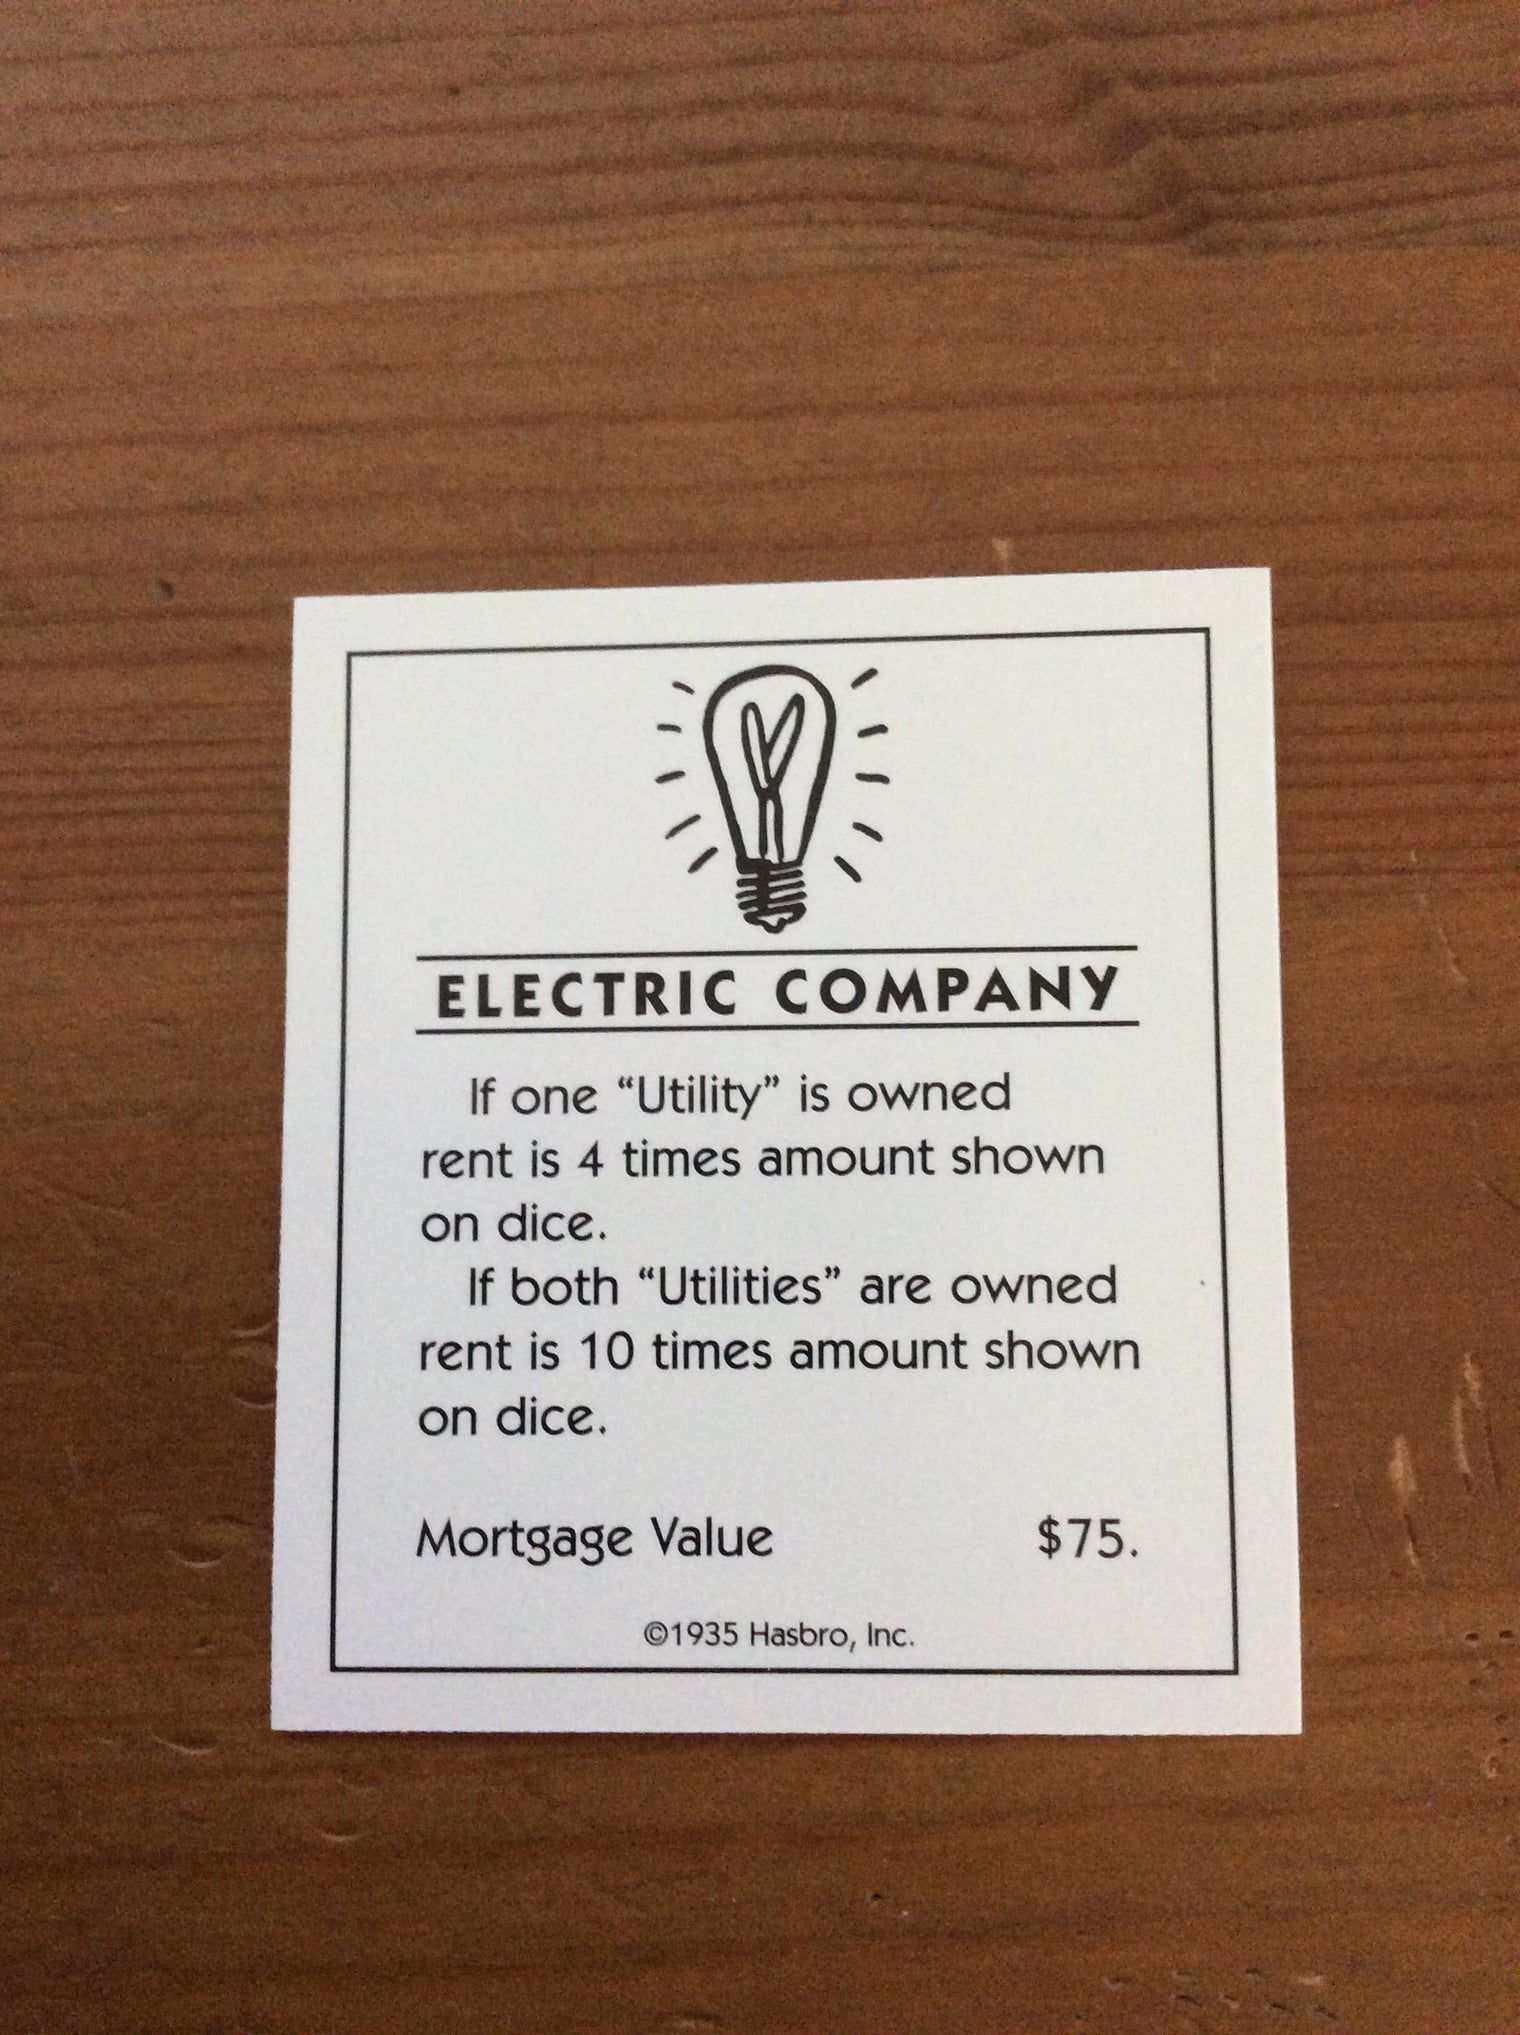 ELECTRIC COMPANY
If one “Utility” is owned
rent is 4 times amount shown
on dice.
If both “Utilities” are owned
rent is 10 times amount shown
on dice.
Mortgage Value $75.
©1935 Hasbro, Inc.